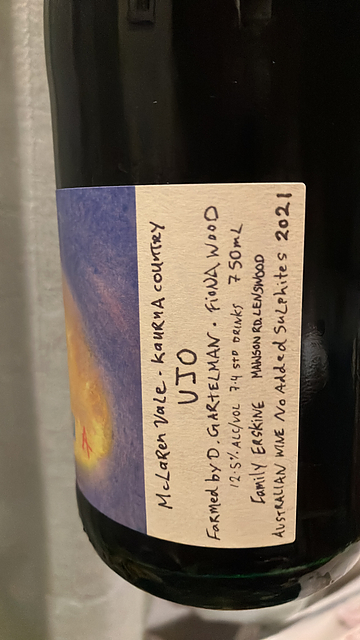 McLaren Vale - KAURNA COUNTRY
UJO
Farmed by D. GARTELMAN. FIONA WOOD
12.5% ALC/VOL 7.4 STD DRINKS 750mL
Family ERSKINE MAWSON RD. LENSWOOD
AUSTRALIAN WINE No Added SuLphites 2021